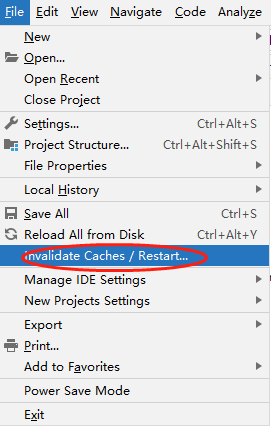 File Edit View Navigate Code Analyze
New
Open...
Open Recent
Close Project
Settings... Ctrl+Alt+S
Project Structure... Ctrl+Alt+Shift+S
File Properties
Local History
Save All Ctrl+S
Reload All from Disk Ctrl+Alt+Y
Invalidate Caches / Restart...
Manage IDE Settings
New Projects Settings
Export
Print...
Add to Favorites
Power Save Mode
Exit